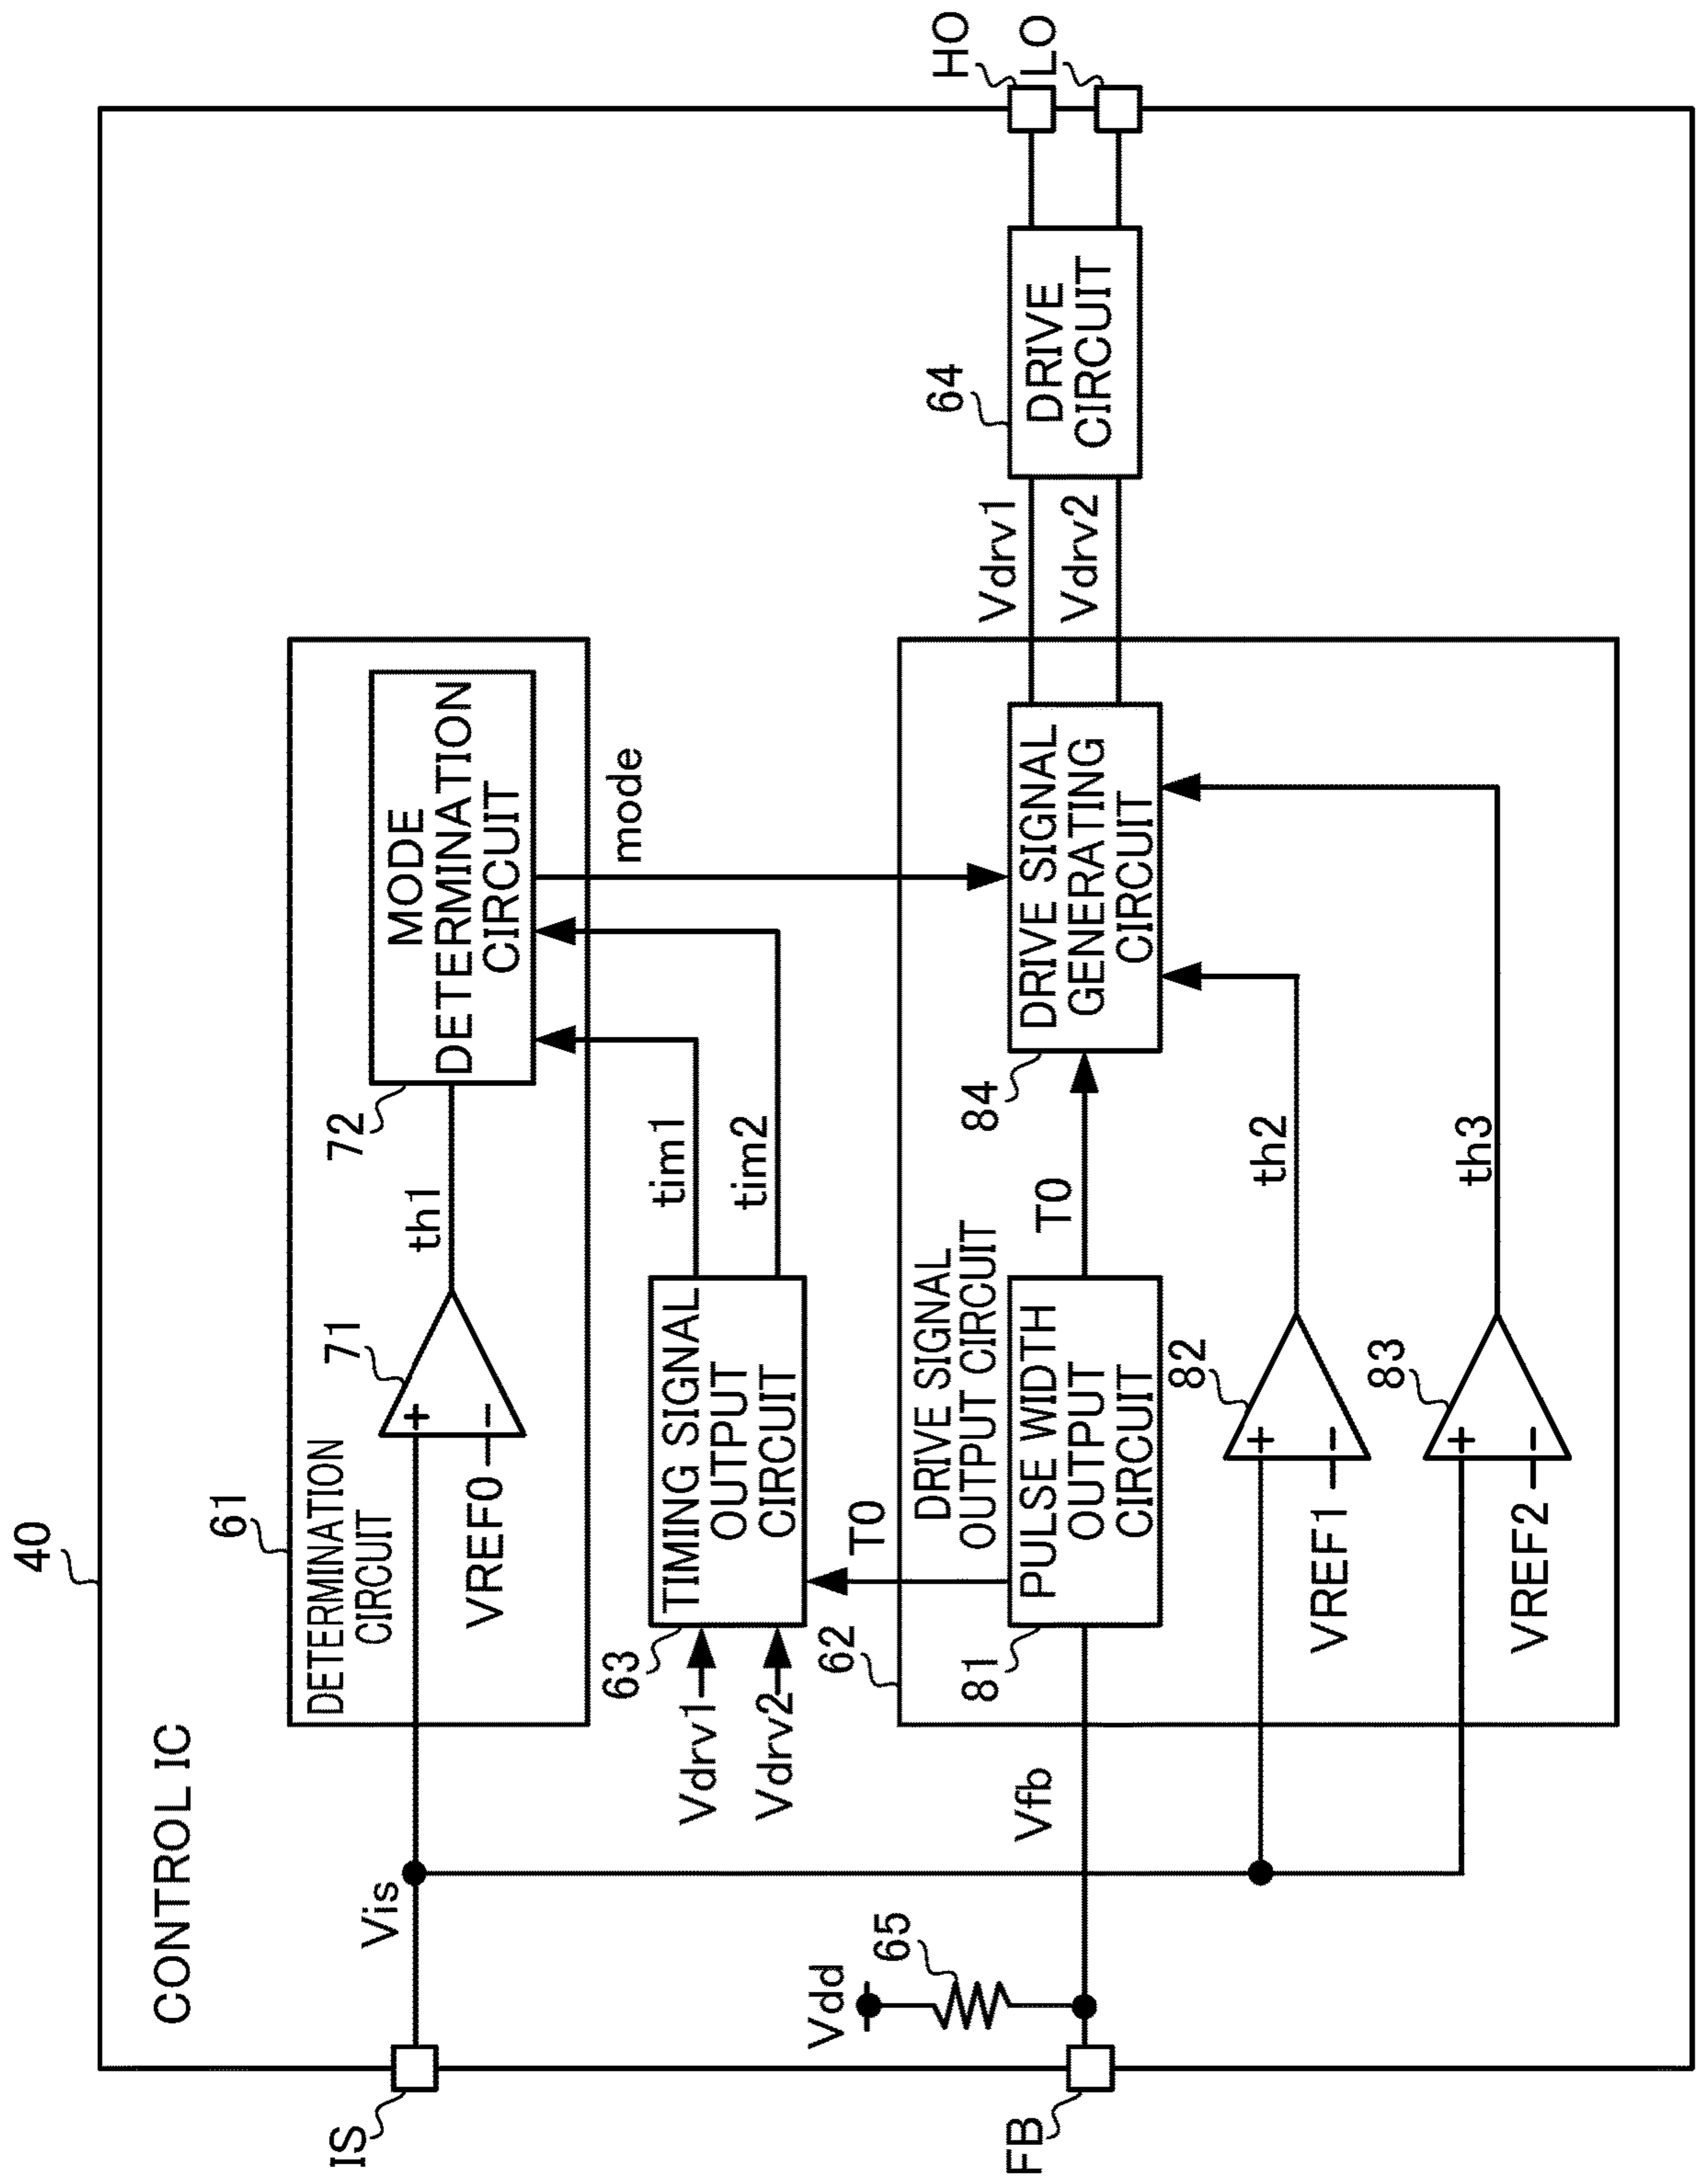 40
CONTROL IC
61
DETERMINATION
CIRCUIT
71
+
−
VREF0
th1
72
MODE
DETERMINATION
CIRCUIT
IS
Vis
mode
63
TIMING SIGNAL
OUTPUT
CIRCUIT
Vdrv1
Vdrv2
tim1
tim2
T0
62
DRIVE SIGNAL
OUTPUT CIRCUIT
Vdd
65
FB
Vfb
81
PULSE WIDTH
OUTPUT
CIRCUIT
T0
84
DRIVE SIGNAL
GENERATING
CIRCUIT
Vdrv1
Vdrv2
64
DRIVE
CIRCUIT
HO
LO
82
+
−
VREF1
th2
83
+
−
VREF2
th3